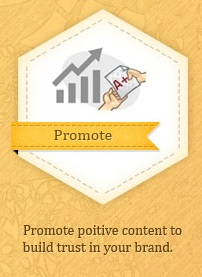 A+
Promote
Promote poitive content to
build trust in your brand.